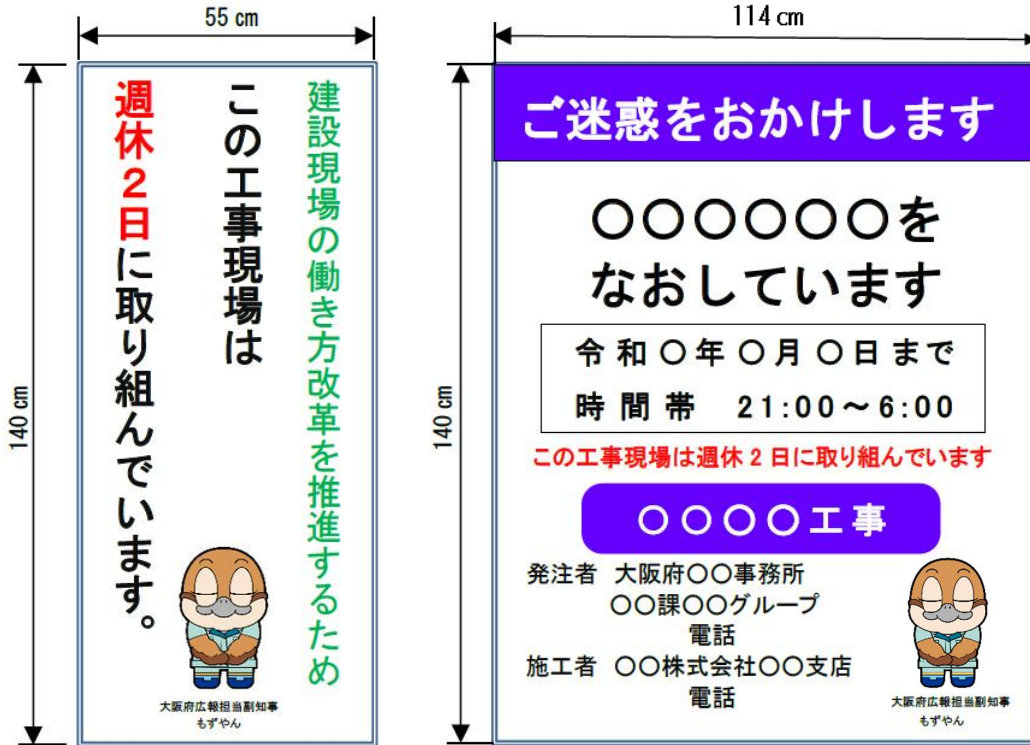 55 cm
140 cm
建設現場の働き方改革を推進するため
この工事現場は
週休2日に取り組んでいます。
大阪府広報担当副知事
もずやん
114 cm
140 cm
ご迷惑をおかけします
〇〇〇〇〇〇を
なおしています
令和〇年〇月〇日まで
時間帯 21:00～6:00
この工事現場は週休2日に取り組んでいます
〇〇〇〇工事
発注者 大阪府〇〇事務所
〇〇課〇〇グループ
電話
施工者 〇〇株式会社〇〇支店
電話
大阪府広報担当副知事
もずやん